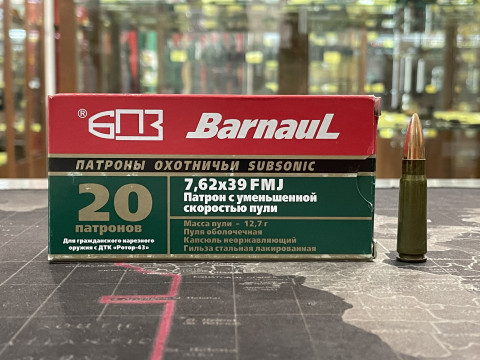 ® БПЗ Barnaul
ПАТРОНЫ ОХОТНИЧЬИ SUBSONIC
20
патронов
Для гражданского нарезного
оружия с ДТК «Ротор-43»
7,62x39 FMJ
Патрон с уменьшенной
скоростью пули
Масса пули – 12,7 г
Пуля оболочечная
Капсюль неоржавляющий
Гильза стальная лакированная
SOUTH